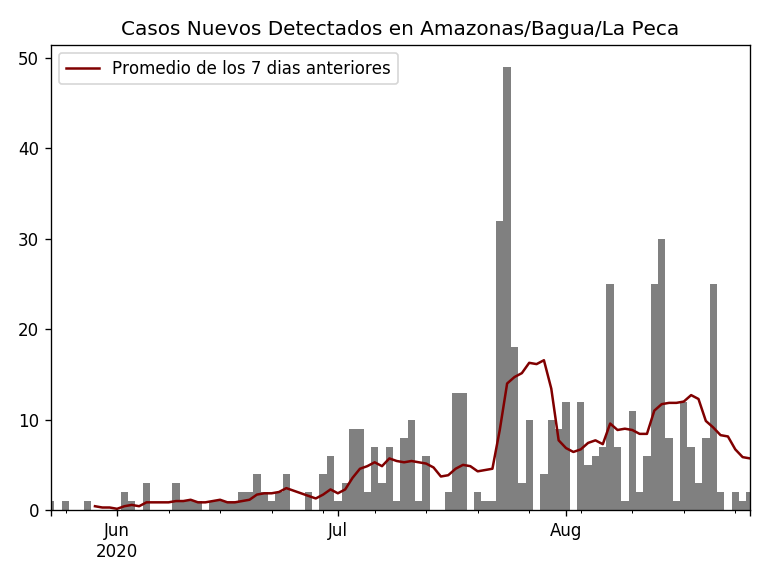 Casos Nuevos Detectados en Amazonas/Bagua/La Peca
Promedio de los 7 dias anteriores
50
40
30
20
10
0
Jun
2020
Jul
Aug